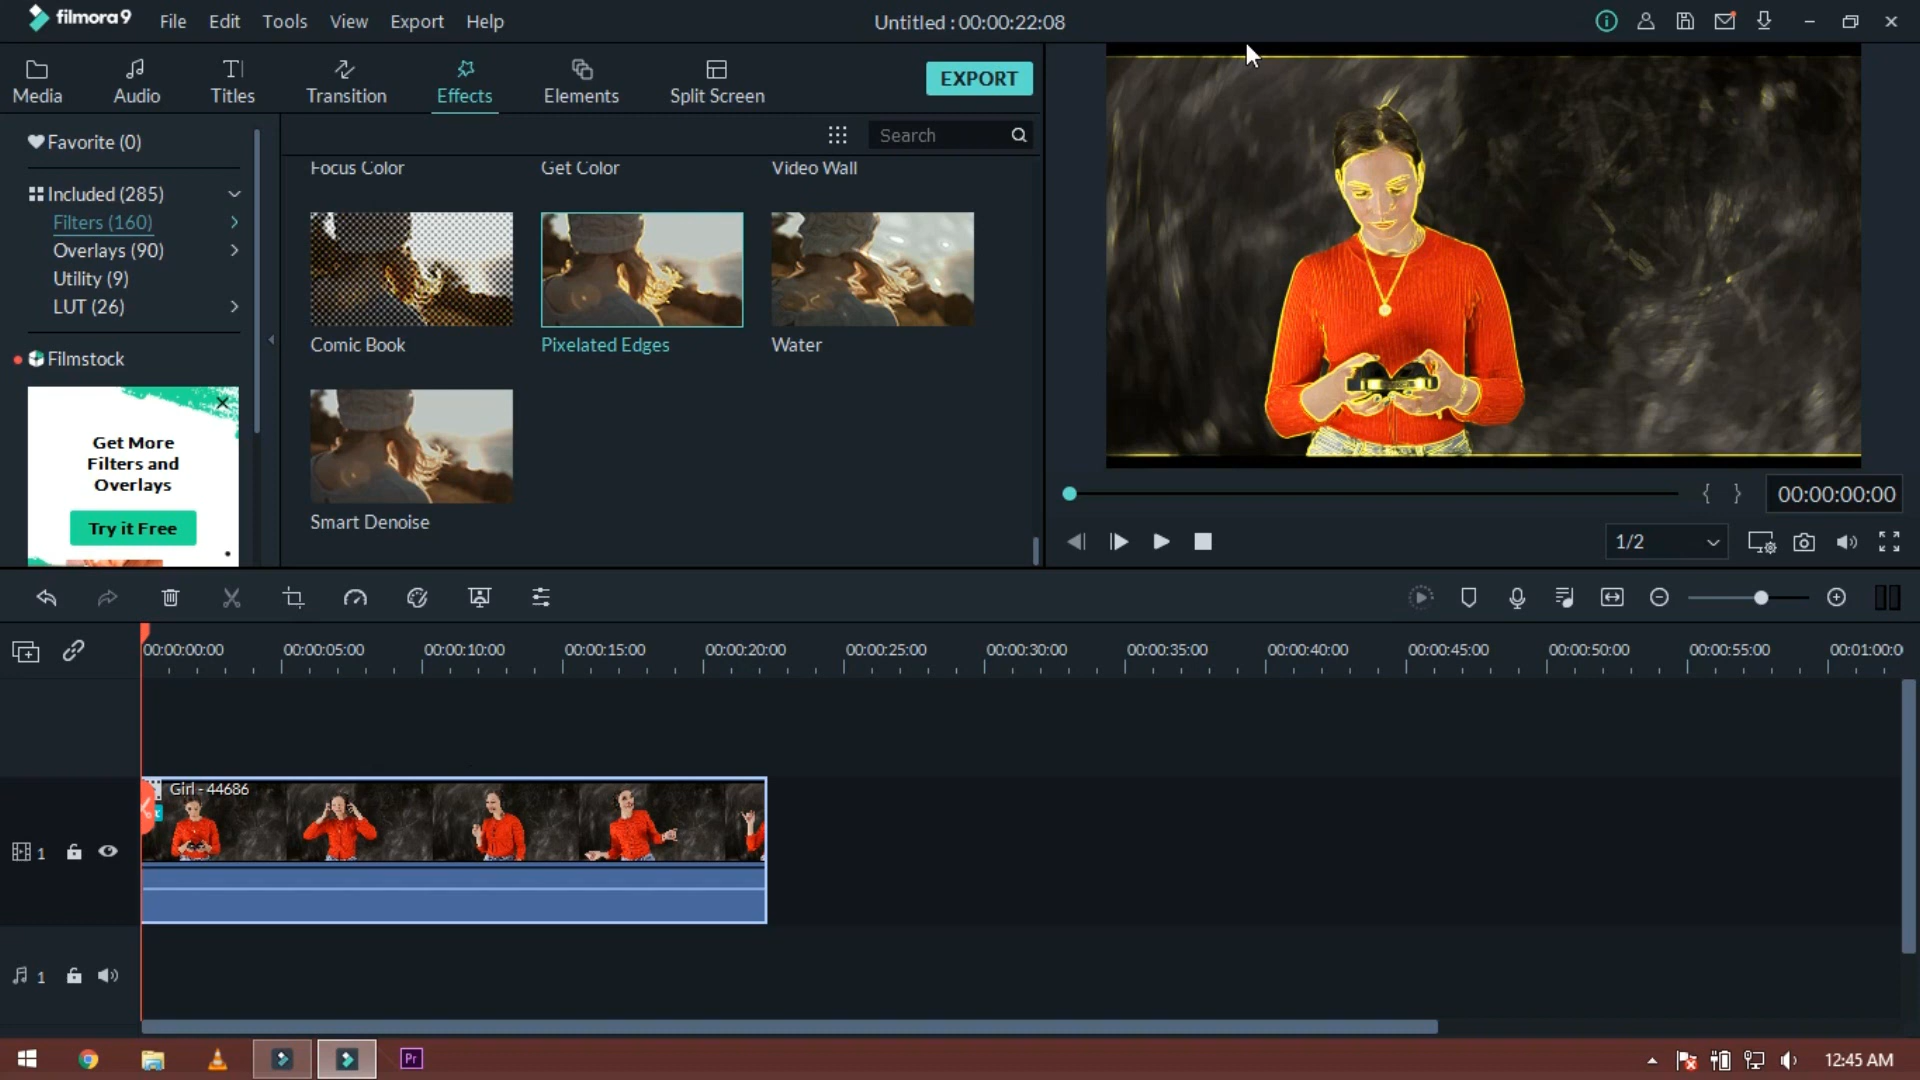 filmora9 File Edit Tools View Export Help Untitled : 00:00:22:08
Media Audio Titles Transition Effects Elements Split Screen EXPORT
Favorite (0)
Included (285)
Filters (160)
Overlays (90)
Utility (9)
LUT (26)
Filmstock
Get More
Filters and
Overlays
Try it Free
Search
Focus Color Get Color Video Wall
Comic Book Pixelated Edges Water
Smart Denoise
00:00:00:00
1/2
00:00:00:00 00:00:05:00 00:00:10:00 00:00:15:00 00:00:20:00 00:00:25:00 00:00:30:00 00:00:35:00 00:00:40:00 00:00:45:00 00:00:50:00 00:00:55:00 00:01:00:0
Girl - 44686
1
1
Pr
12:45 AM